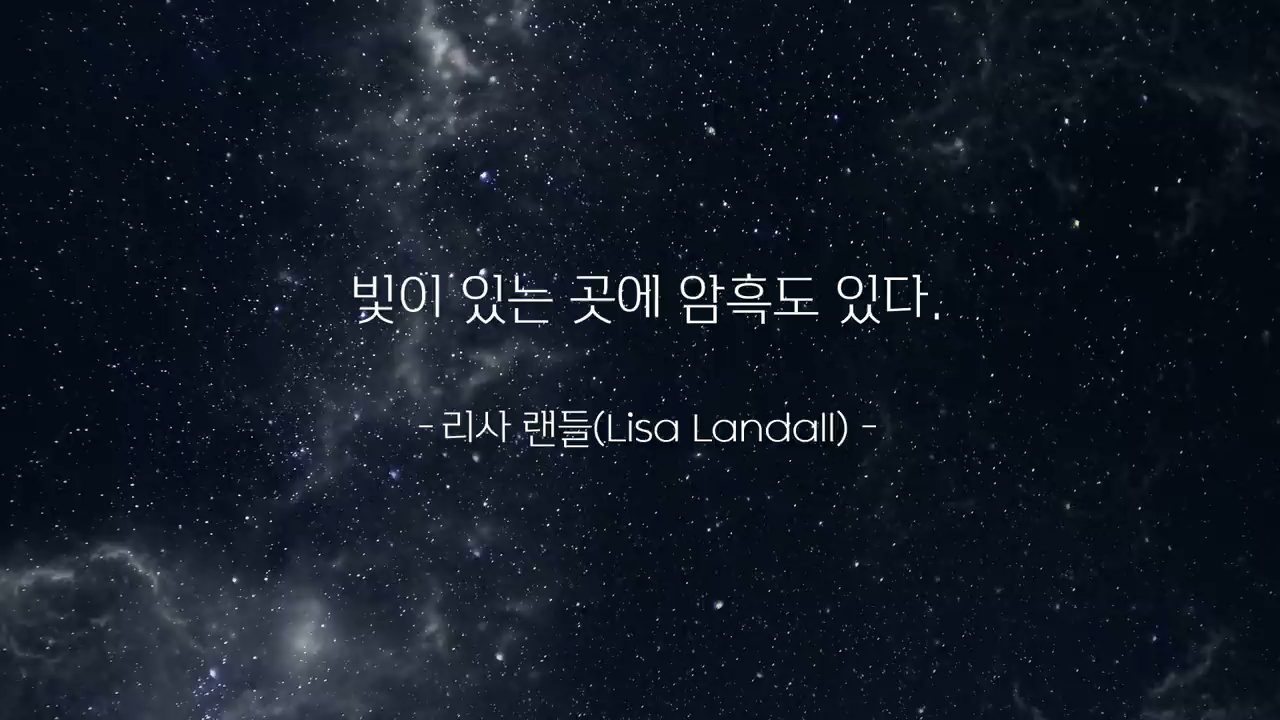 빛이 있는 곳에 암흑도 있다.
- 리사 랜들(Lisa Landall) -